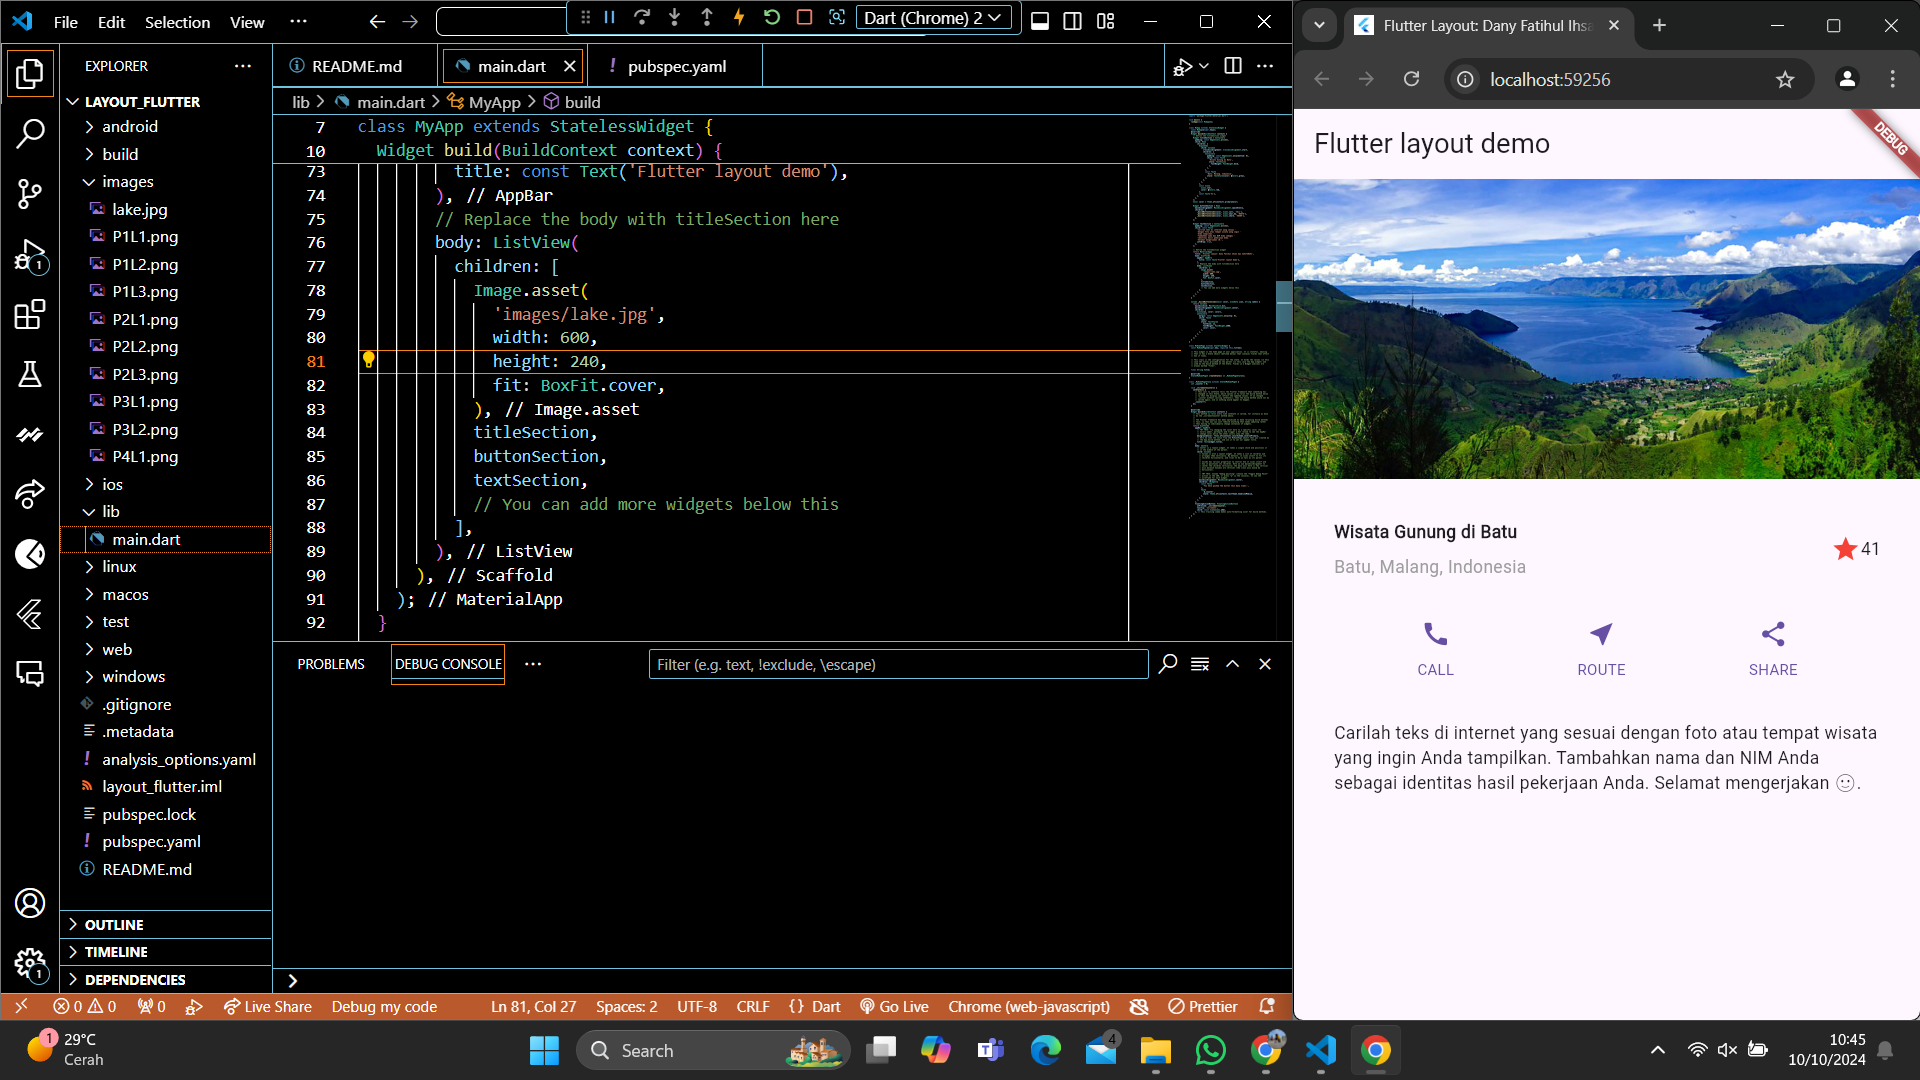 File Edit Selection View ···
Dart (Chrome) 2
EXPLORER
LAYOUT_FLUTTER
android
build
images
lake.jpg
P1L1.png
P1L2.png
P1L3.png
P2L1.png
P2L2.png
P2L3.png
P3L1.png
P3L2.png
P4L1.png
ios
lib
main.dart
linux
macos
test
web
windows
.gitignore
.metadata
analysis_options.yaml
layout_flutter.iml
pubspec.lock
pubspec.yaml
README.md
OUTLINE
TIMELINE
DEPENDENCIES
1
1
README.md
main.dart
! pubspec.yaml
lib > main.dart > MyApp > build
7 class MyApp extends StatelessWidget {
10 Widget build(BuildContext context) {
73 title: const Text('Flutter layout demo'),
74 ), // AppBar
75 // Replace the body with titleSection here
76 body: ListView(
77 children: [
78 Image.asset(
79 'images/lake.jpg',
80 width: 600,
81 height: 240,
82 fit: BoxFit.cover,
83 ), // Image.asset
84 titleSection,
85 buttonSection,
86 textSection,
87 // You can add more widgets below this
88 ],
89 ), // ListView
90 ), // Scaffold
91 ); // MaterialApp
92 }
PROBLEMS DEBUG CONSOLE ···
Filter (e.g. text, !exclude, \escape)
0 0 0 Live Share Debug my code Ln 81, Col 27 Spaces: 2 UTF-8 CRLF {} Dart Go Live Chrome (web-javascript) Prettier
Flutter Layout: Dany Fatihul Ihsa
localhost:59256
Flutter layout demo
DEBUG
Wisata Gunung di Batu
Batu, Malang, Indonesia
41
CALL
ROUTE
SHARE
Carilah teks di internet yang sesuai dengan foto atau tempat wisata
yang ingin Anda tampilkan. Tambahkan nama dan NIM Anda
sebagai identitas hasil pekerjaan Anda. Selamat mengerjakan 🙂.
1
29°C
Cerah
Search
4
10:45
10/10/2024